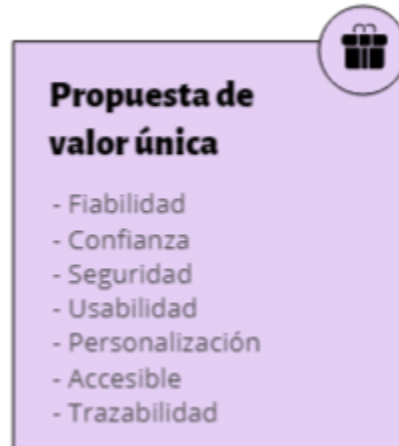 Propuesta de
valor única
- Fiabilidad
- Confianza
- Seguridad
- Usabilidad
- Personalización
- Accesible
- Trazabilidad